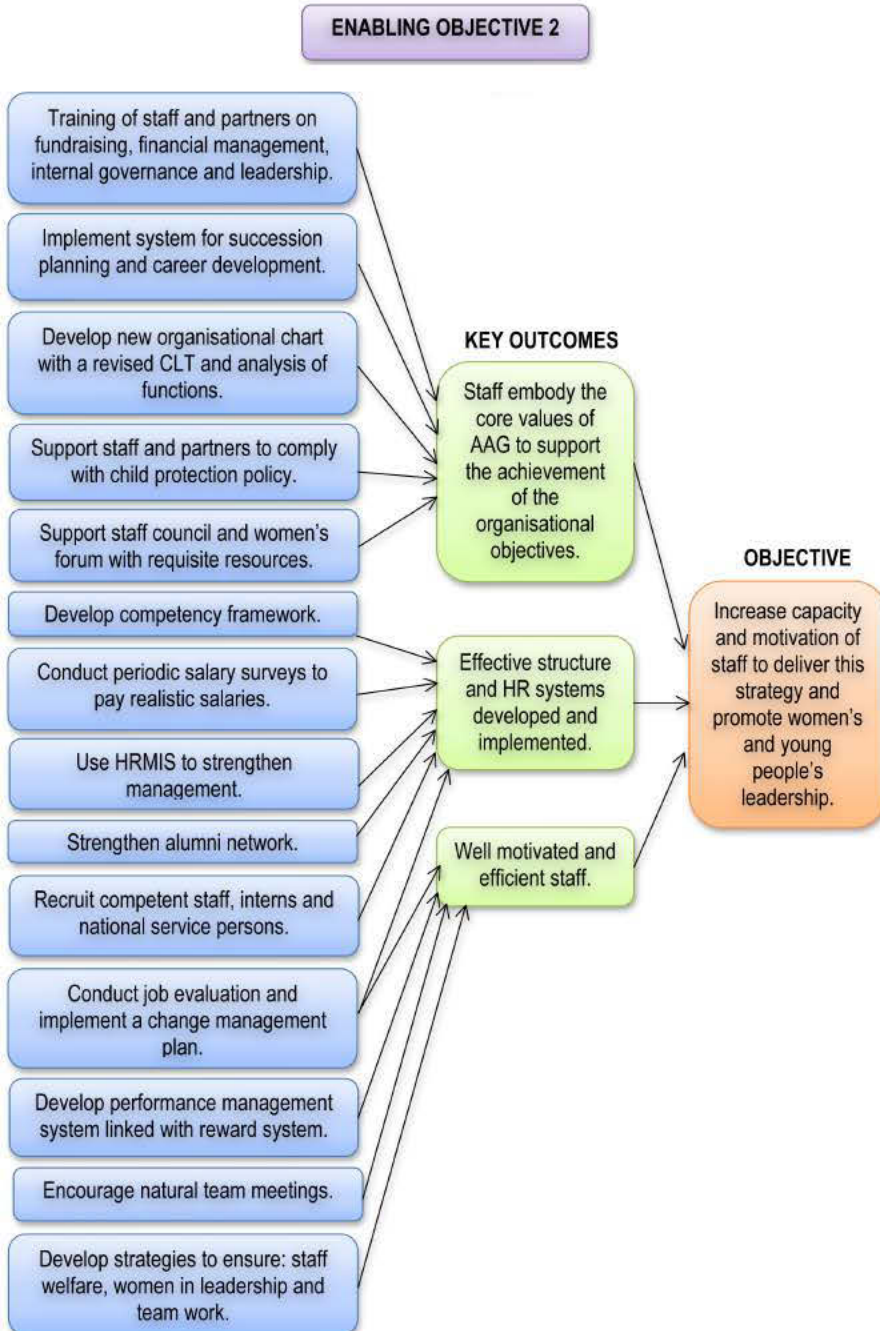 ENABLING OBJECTIVE 2
Training of staff and partners on
fundraising, financial management,
internal governance and leadership.
Implement system for succession
planning and career development.
Develop new organisational chart
with a revised CLT and analysis of
functions.
Support staff and partners to comply
with child protection policy.
Support staff council and women's
forum with requisite resources.
Develop competency framework.
Conduct periodic salary surveys to
pay realistic salaries.
Use HRMIS to strengthen
management.
Strengthen alumni network.
Recruit competent staff, interns and
national service persons.
Conduct job evaluation and
implement a change management
plan.
Develop performance management
system linked with reward system.
Encourage natural team meetings.
Develop strategies to ensure: staff
welfare, women in leadership and
team work.
KEY OUTCOMES
Staff embody the
core values of
AAG to support
the achievement
of the
organisational
objectives.
Effective structure
and HR systems
developed and
implemented.
Well motivated and
efficient staff.
OBJECTIVE
Increase capacity
and motivation of
staff to deliver this
strategy and
promote women's
and young
people's
leadership.